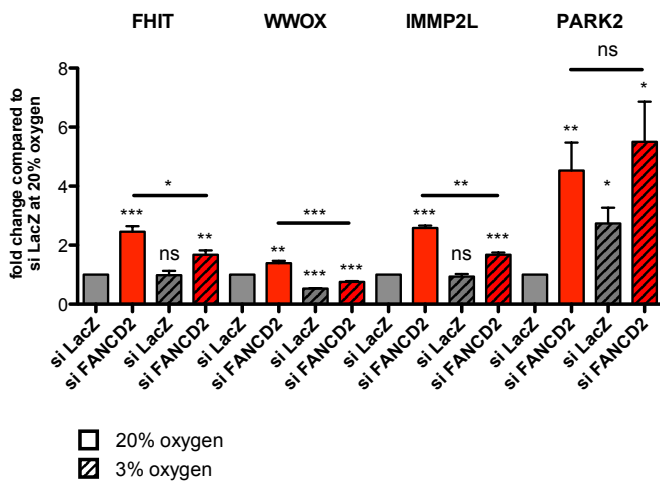 FHIT WWOX IMMP2L PARK2
fold change compared to
si LacZ at 20% oxygen
8
6
4
2
0
ns
*
**
*
*
***
**
***
**
***
***
**
***
ns
***
*
ns
si LacZ
si FANCD2
si LacZ
si FANCD2
si LacZ
si FANCD2
si LacZ
si FANCD2
si LacZ
si FANCD2
si LacZ
si FANCD2
si LacZ
si FANCD2
si LacZ
si FANCD2
20% oxygen
3% oxygen